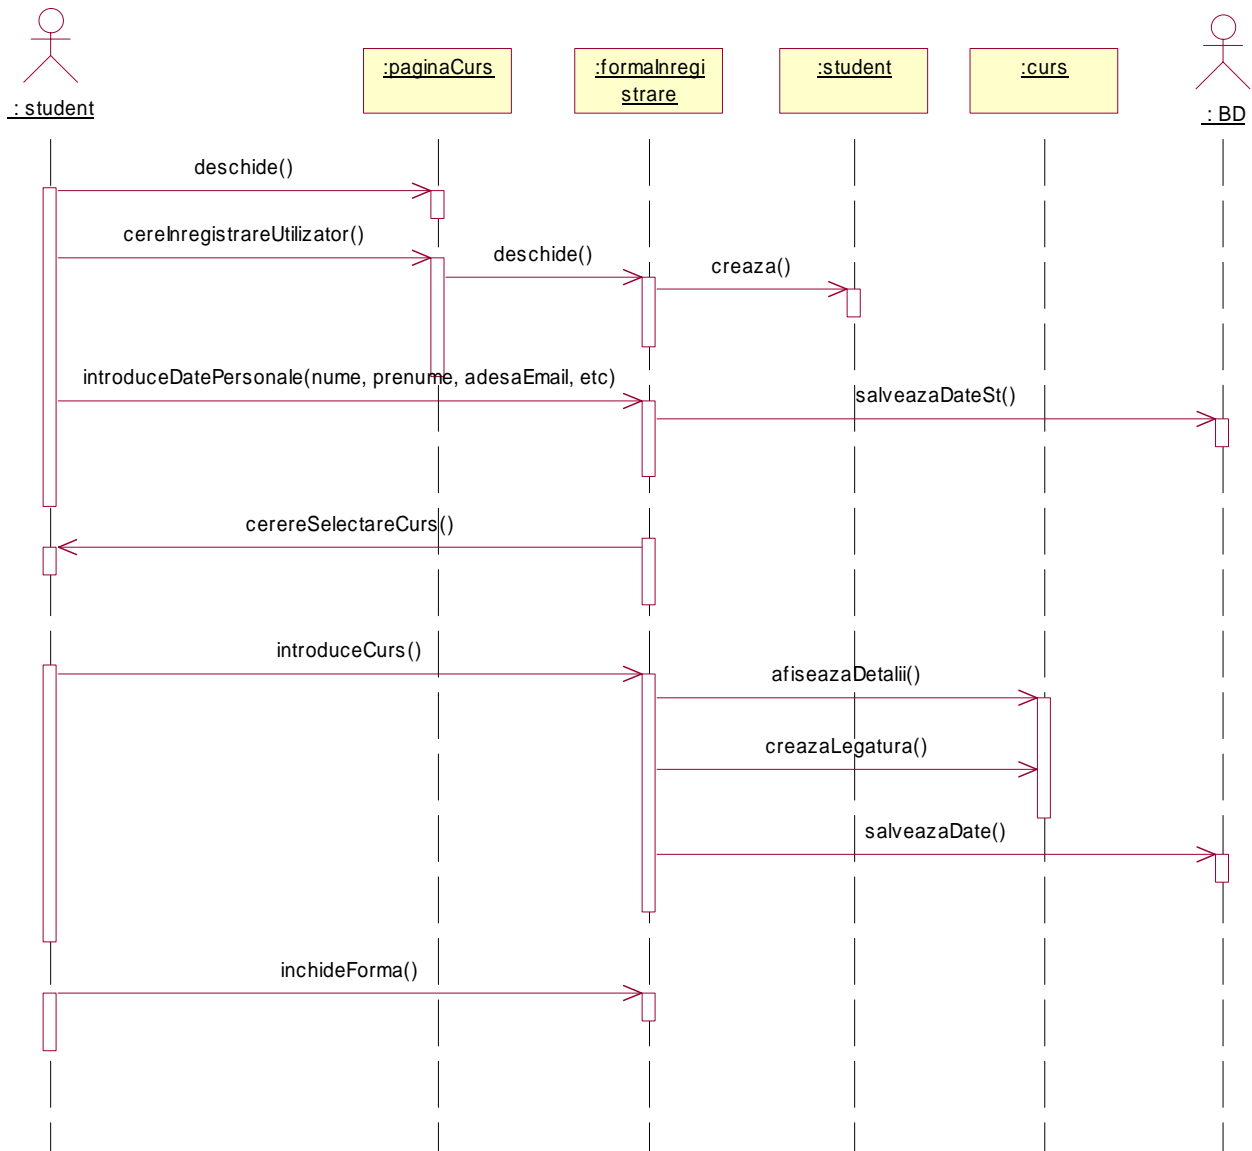 : student
:paginaCurs
:formaInregi
strare
:student
:curs
: BD
deschide()
cereInregistrareUtilizator()
deschide()
creaza()
introduceDatePersonale(nume, prenume, adesaEmail, etc)
salveazaDateSt()
cerereSelectareCurs()
introduceCurs()
afiseazaDetalii()
creazaLegatura()
salveazaDate()
inchideForma()